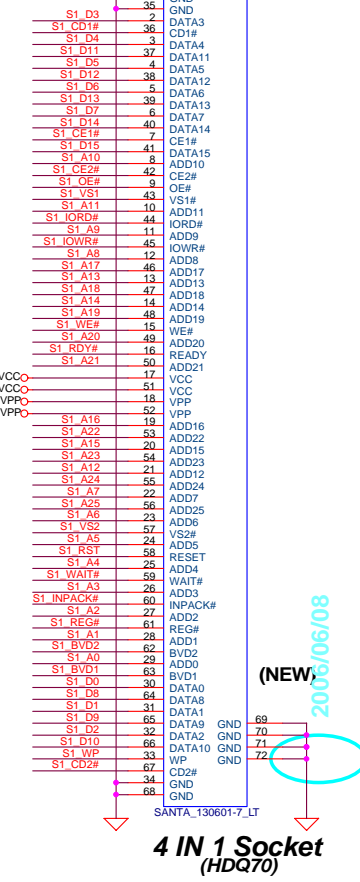 35 GND
S1_D3 2 DATA3
S1_CD1# 36 CD1#
S1_D4 3 DATA4
S1_D11 37 DATA11
S1_D5 4 DATA5
S1_D12 38 DATA12
S1_D6 5 DATA6
S1_D13 39 DATA13
S1_D7 6 DATA7
S1_D14 40 DATA14
S1_CE1# 7 CE1#
S1_D15 41 DATA15
S1_A10 8 ADD10
S1_CE2# 42 CE2#
S1_OE# 9 OE#
S1_VS1 43 VS1#
S1_A11 10 ADD11
S1_IORD# 44 IORD#
S1_A9 11 ADD9
S1_IOWR# 45 IOWR#
S1_A8 12 ADD8
S1_A17 46 ADD17
S1_A13 13 ADD13
S1_A18 47 ADD18
S1_A14 14 ADD14
S1_A19 48 ADD19
S1_WE# 15 WE#
S1_A20 49 ADD20
S1_RDY# 16 READY
S1_A21 50 ADD21
VCC 17 VCC
VCC 51 VCC
VPP 18 VPP
VPP 52 VPP
S1_A16 19 ADD16
S1_A22 53 ADD22
S1_A15 20 ADD15
S1_A23 54 ADD23
S1_A12 21 ADD12
S1_A24 55 ADD24
S1_A7 22 ADD7
S1_A25 56 ADD25
S1_A6 23 ADD6
S1_VS2 57 VS2#
S1_A5 24 ADD5
S1_RST 58 RESET
S1_A4 25 ADD4
S1_WAIT# 59 WAIT#
S1_A3 26 ADD3
S1_INPACK# 60 INPACK#
S1_A2 27 ADD2
S1_REG# 61 REG#
S1_A1 28 ADD1
S1_BVD2 62 BVD2
S1_A0 29 ADD0
S1_BVD1 63 BVD1
S1_D0 30 DATA0
S1_D8 64 DATA8
S1_D1 31 DATA1
S1_D9 65 DATA9 GND 69
S1_D2 32 DATA2 GND 70
S1_D10 66 DATA10 GND 71
S1_WP 33 WP GND 72
S1_CD2# 67 CD2#
34 GND
68 GND
(NEW)
2006/06/08
SANTA_130601-7_LT
4 IN 1 Socket
(HDQ70)